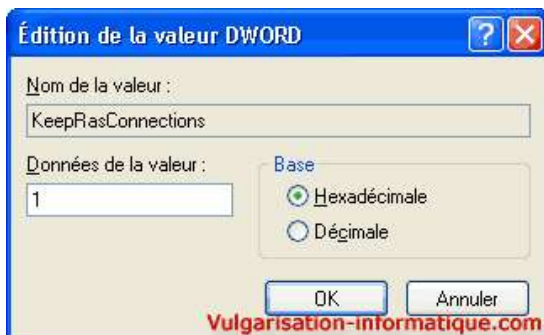 Édition de la valeur DWORD
Nom de la valeur :
KeepRasConnections
Données de la valeur :
1
Base
Hexadécimale
Décimale
OK
Annuler
Vulgarisation-informatique.com